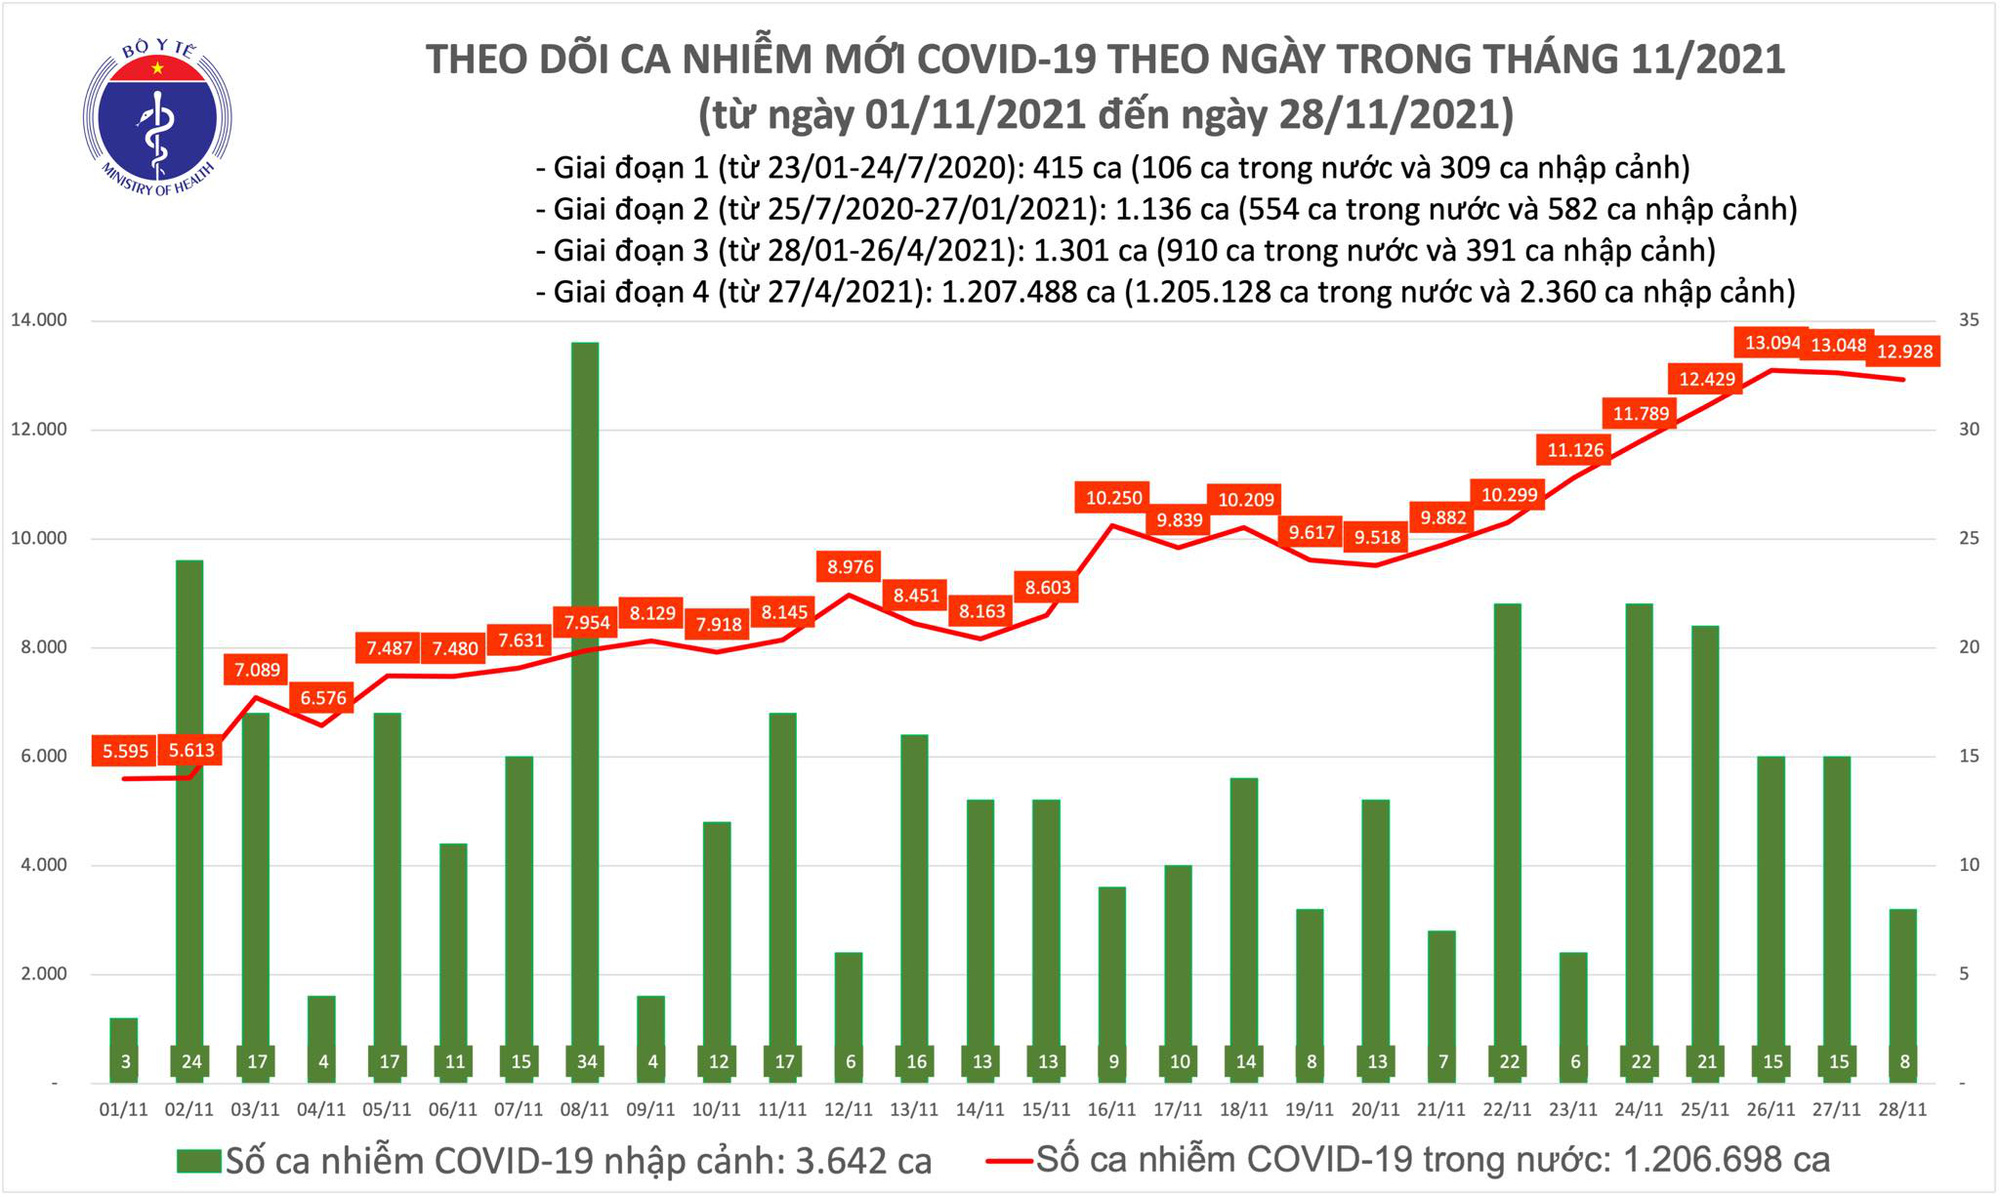 BỘ Y TẾ
MINISTRY OF HEALTH
THEO DÕI CA NHIỄM MỚI COVID-19 THEO NGÀY TRONG THÁNG 11/2021
(từ ngày 01/11/2021 đến ngày 28/11/2021)
- Giai đoạn 1 (từ 23/01-24/7/2020): 415 ca (106 ca trong nước và 309 ca nhập cảnh)
- Giai đoạn 2 (từ 25/7/2020-27/01/2021): 1.136 ca (554 ca trong nước và 582 ca nhập cảnh)
- Giai đoạn 3 (từ 28/01-26/4/2021): 1.301 ca (910 ca trong nước và 391 ca nhập cảnh)
- Giai đoạn 4 (từ 27/4/2021): 1.207.488 ca (1.205.128 ca trong nước và 2.360 ca nhập cảnh)
14.000
12.000
10.000
8.000
6.000
4.000
2.000
-
35
30
25
20
15
10
5
-
5.595 5.613 7.089 6.576 7.487 7.480 7.631 7.954 8.129 7.918 8.145 8.976 8.451 8.163 8.603 10.250 9.839 10.209 9.617 9.518 9.882 10.299 11.126 11.789 12.429 13.094 13.048 12.928
3 24 17 4 17 11 15 34 4 12 17 6 16 13 13 9 10 14 8 13 7 22 6 22 21 15 15 8
01/11 02/11 03/11 04/11 05/11 06/11 07/11 08/11 09/11 10/11 11/11 12/11 13/11 14/11 15/11 16/11 17/11 18/11 19/11 20/11 21/11 22/11 23/11 24/11 25/11 26/11 27/11 28/11
Số ca nhiễm COVID-19 nhập cảnh: 3.642 ca
Số ca nhiễm COVID-19 trong nước: 1.206.698 ca